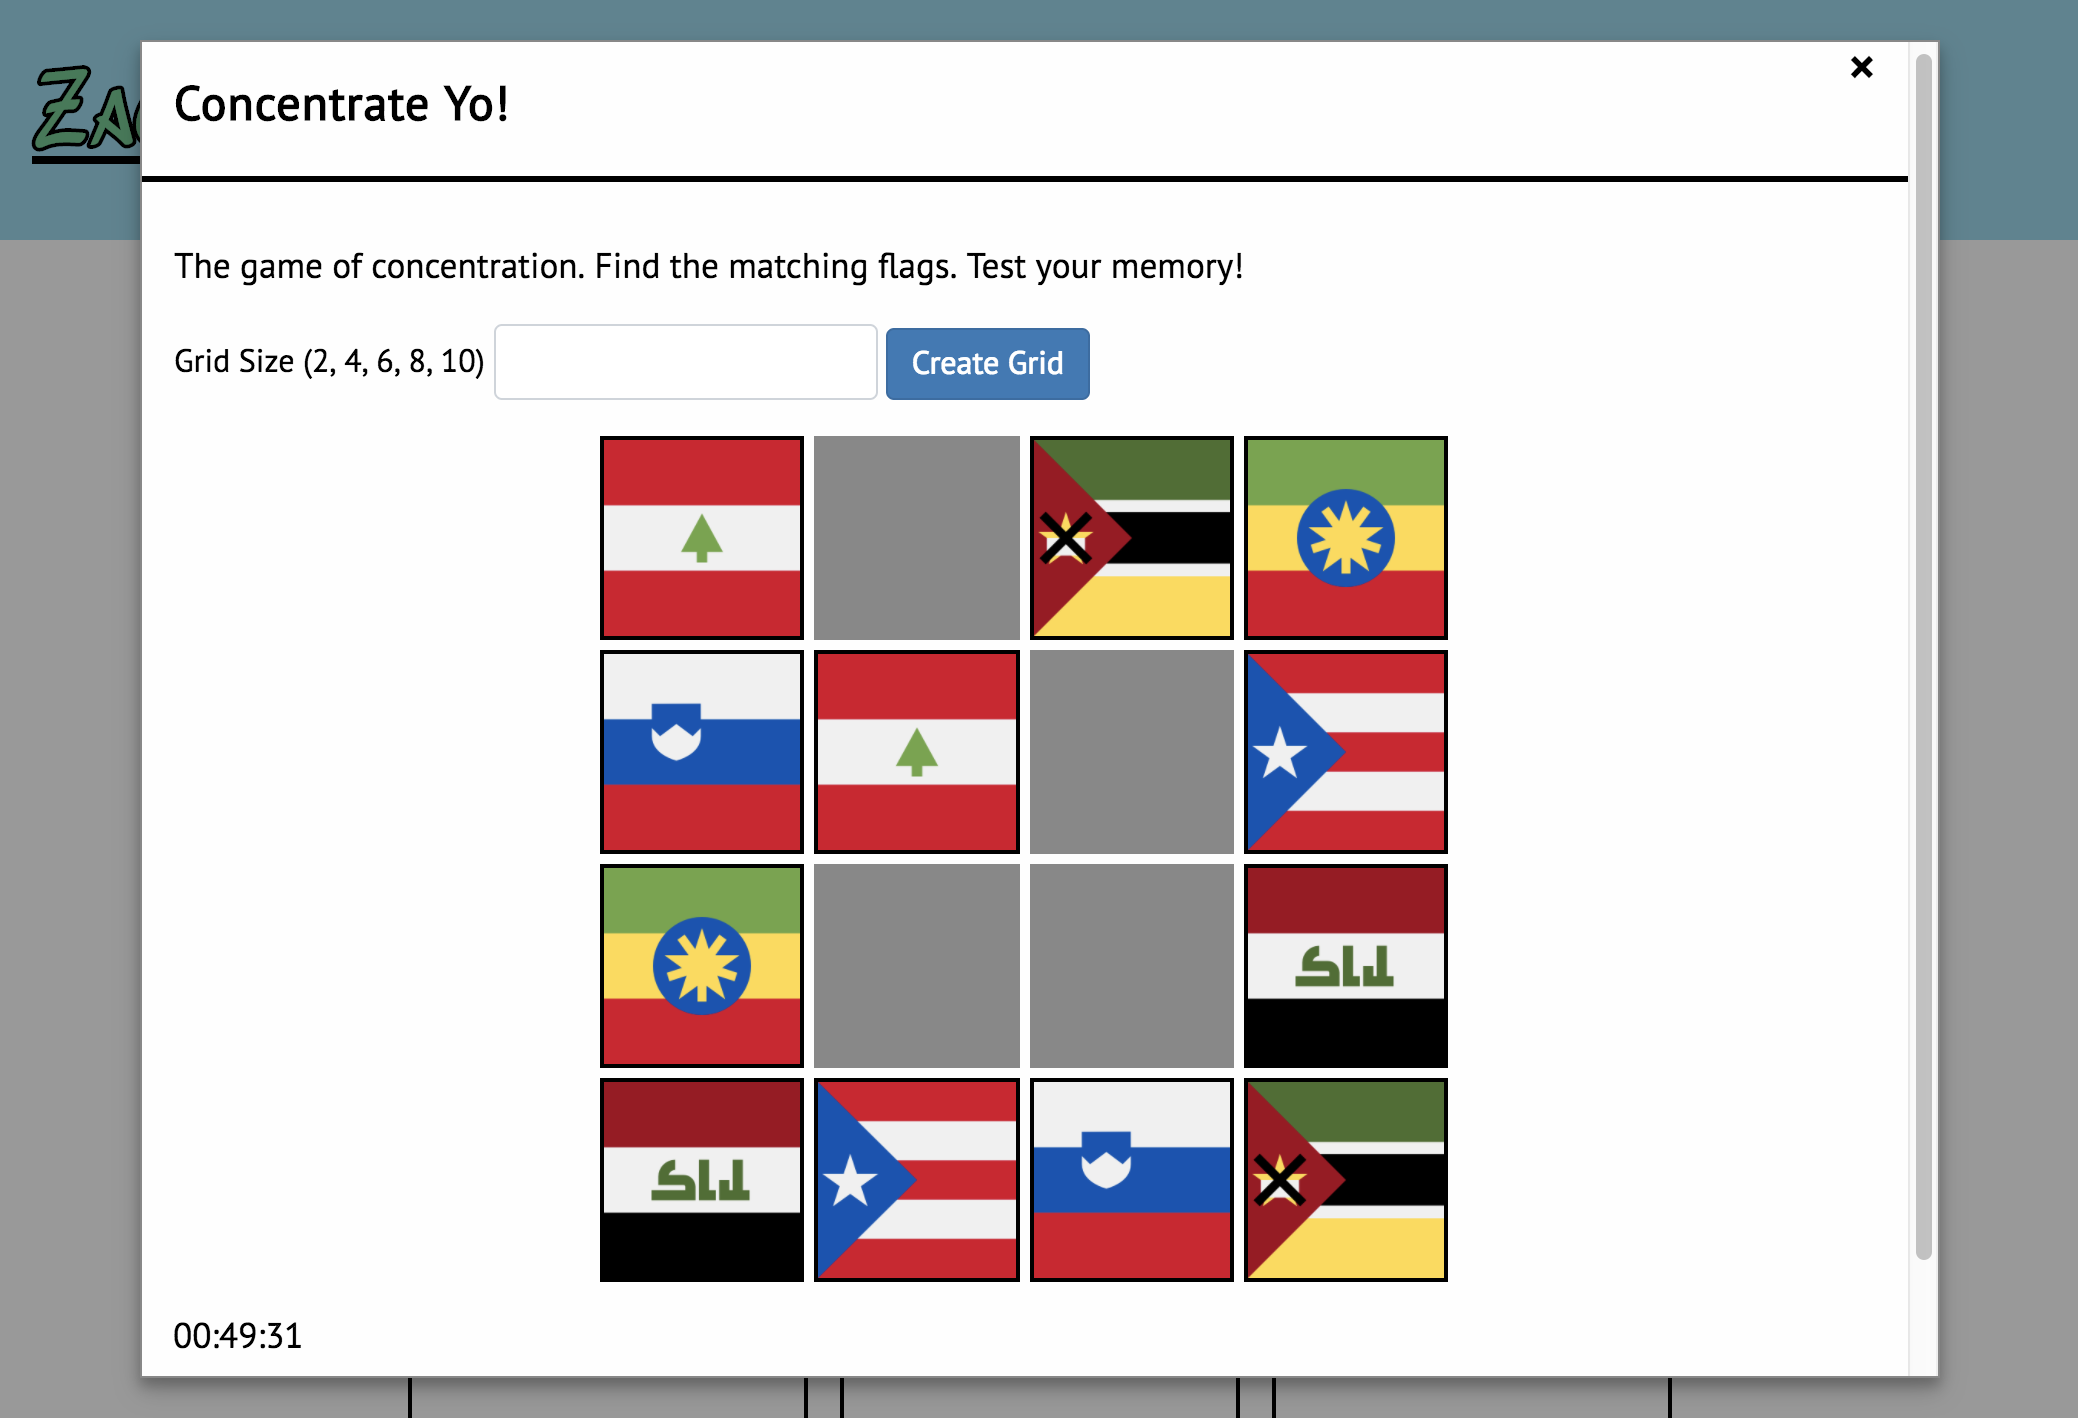 Concentrate Yo!
The game of concentration. Find the matching flags. Test your memory!
Grid Size (2, 4, 6, 8, 10) Create Grid
00:49:31